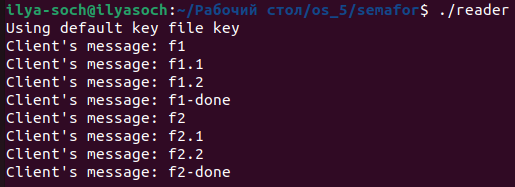 ilya-soch@ilyasoch:~/Рабочий стол/os_5/semafor$ ./reader
Using default key file key
Client's message: f1
Client's message: f1.1
Client's message: f1.2
Client's message: f1-done
Client's message: f2
Client's message: f2.1
Client's message: f2.2
Client's message: f2-done